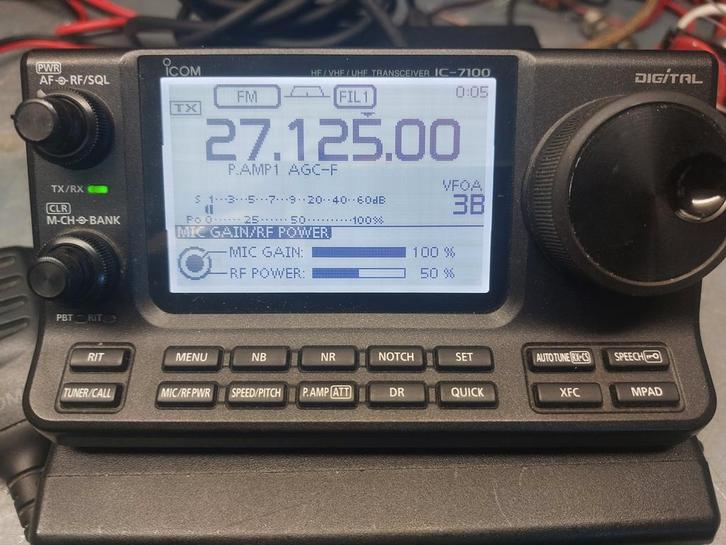 PWR
AF RF/SQL
ICOM
HF/VHF/UHF TRANSCEIVER IC-7100
DIGITAL
FM FIL1 0:05
TX
27.125.00
P.AMP1 AGC-F
VFOA
3B
S 1··3··5··7··9··20··40··60dB
Po 0 25 50 100%
MIC GAIN/RF POWER
MIC GAIN: 100 %
RF POWER: 50 %
TX/RX
CLR
M-CH BANK
PBT RIT
RIT MENU NB NR NOTCH SET AUTOTUNE RX→CS SPEECH
TUNER/CALL MIC/RFPWR SPEED/PITCH P.AMP ATT DR QUICK XFC MPAD